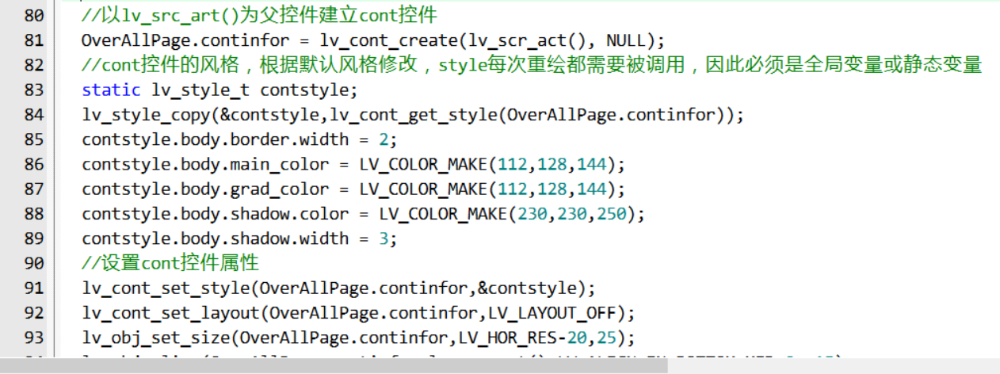 80 //以lv_src_art()为父控件建立cont控件
81 OverAllPage.continfor = lv_cont_create(lv_scr_act(), NULL);
82 //cont控件的风格，根据默认风格修改，style每次重绘都需要被调用，因此必须是全局变量或静态变量
83 static lv_style_t contstyle;
84 lv_style_copy(&contstyle,lv_cont_get_style(OverAllPage.continfor));
85 contstyle.body.border.width = 2;
86 contstyle.body.main_color = LV_COLOR_MAKE(112,128,144);
87 contstyle.body.grad_color = LV_COLOR_MAKE(112,128,144);
88 contstyle.body.shadow.color = LV_COLOR_MAKE(230,230,250);
89 contstyle.body.shadow.width = 3;
90 //设置cont控件属性
91 lv_cont_set_style(OverAllPage.continfor,&contstyle);
92 lv_cont_set_layout(OverAllPage.continfor,LV_LAYOUT_OFF);
93 lv_obj_set_size(OverAllPage.continfor,LV_HOR_RES-20,25);